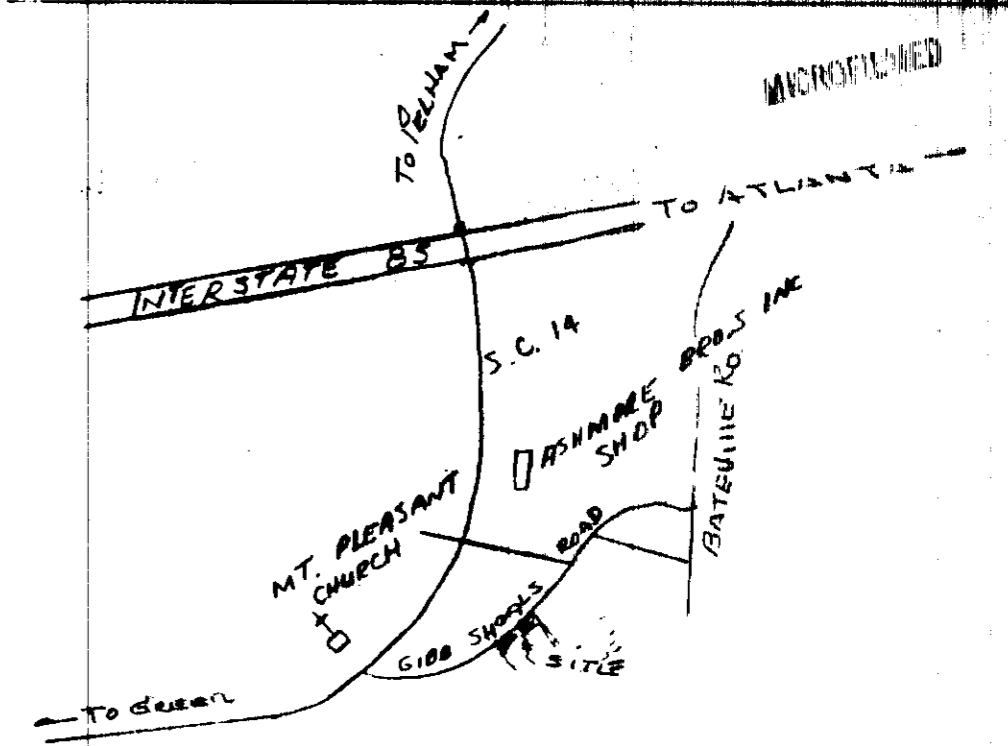 MICROFILMED
TO PELHAM
TO ATLANTA
INTERSTATE 85
S.C. 14
ASHMORE BROS INC
SHOP
BATEVILLE RD
MT. PLEASANT
CHURCH
GIBB SHOALS ROAD
SITE
TO GREER